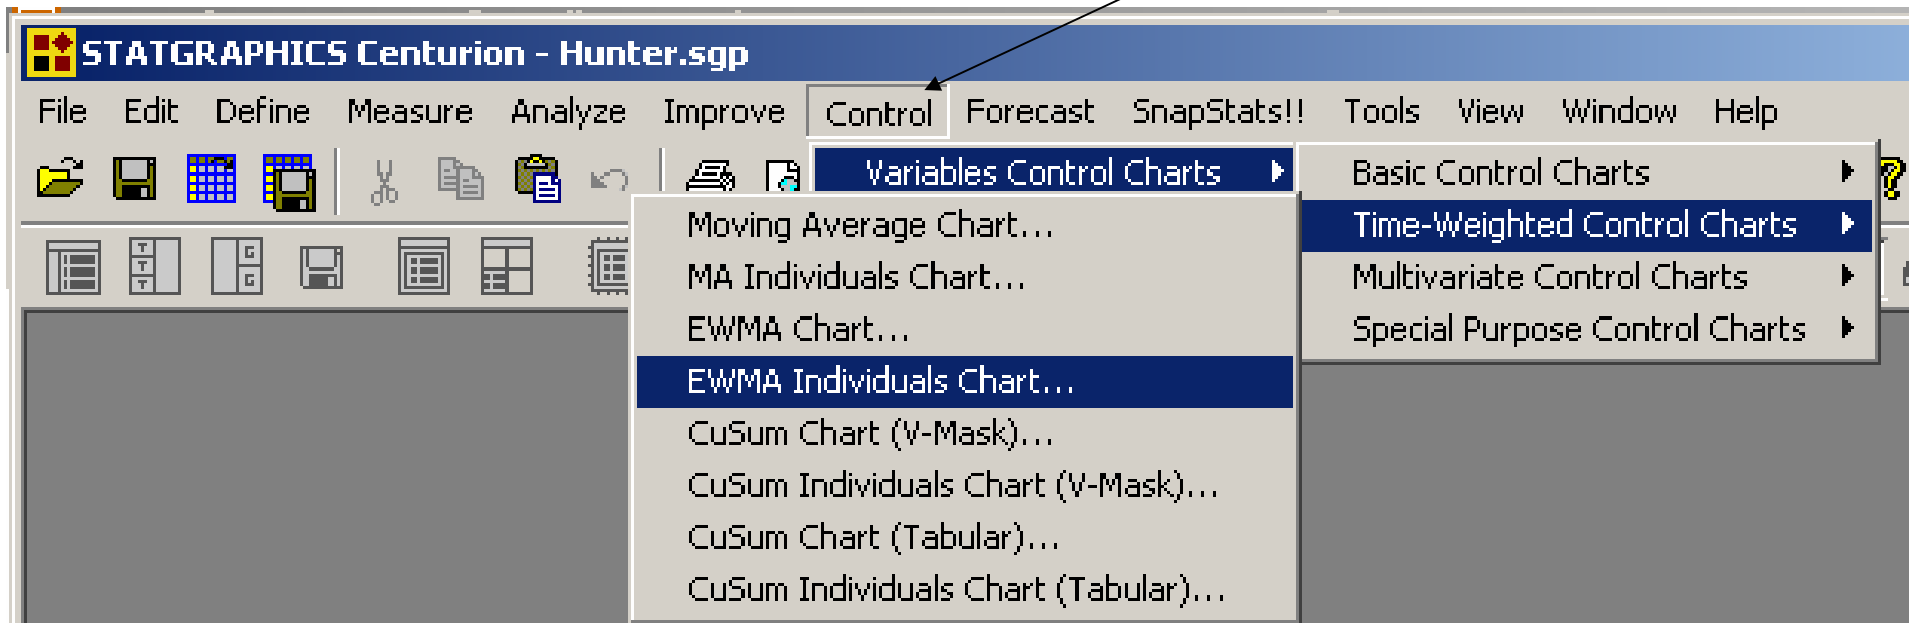 STATGRAPHICS Centurion - Hunter.sgp
File Edit Define Measure Analyze Improve Control Forecast SnapStats!! Tools View Window Help
Variables Control Charts
Basic Control Charts
Time-Weighted Control Charts
Multivariate Control Charts
Special Purpose Control Charts
Moving Average Chart...
MA Individuals Chart...
EWMA Chart...
EWMA Individuals Chart...
CuSum Chart (V-Mask)...
CuSum Individuals Chart (V-Mask)...
CuSum Chart (Tabular)...
CuSum Individuals Chart (Tabular)...